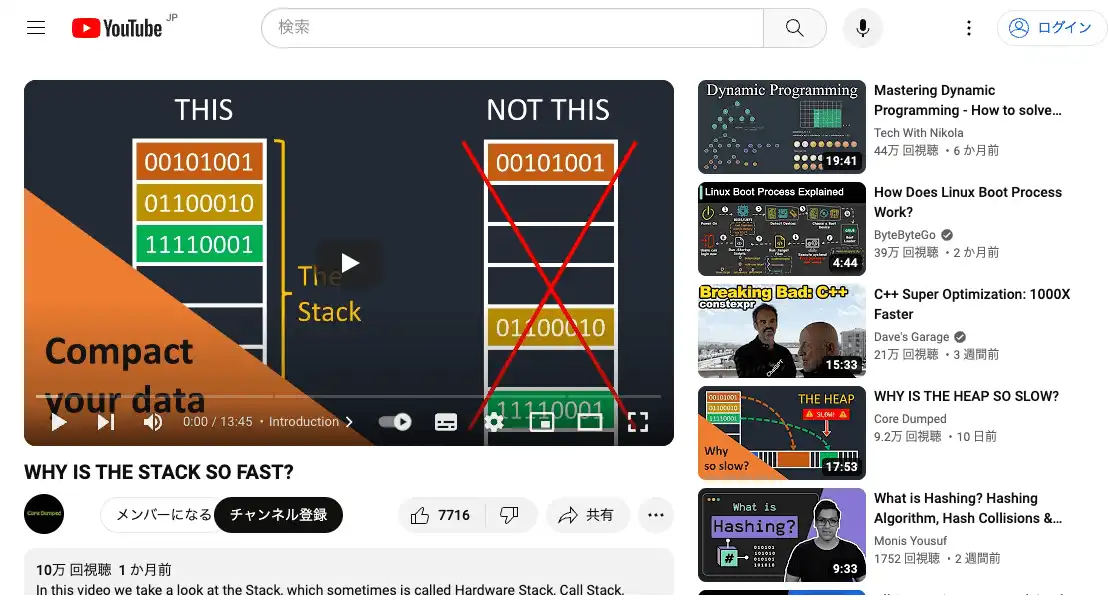 YouTube JP
検索
ログイン
THIS
NOT THIS
00101001
01100010
11110001
The
Stack
00101001
01100010
11110001
Compact
your data
0:00 / 13:45 • Introduction
WHY IS THE STACK SO FAST?
Core Dumped
メンバーになる
チャンネル登録
7716
共有
10万 回視聴 1 か月前
In this video we take a look at the Stack, which sometimes is called Hardware Stack, Call Stack,
Dynamic Programming
19:41
Mastering Dynamic
Programming - How to solve…
Tech With Nikola
44万 回視聴 • 6 か月前
Linux Boot Process Explained
4:44
How Does Linux Boot Process
Work?
ByteByteGo
39万 回視聴 • 2 か月前
Breaking Bad: C++
constexpr
ChatGPT
15:33
C++ Super Optimization: 1000X
Faster
Dave's Garage
21万 回視聴 • 3 週間前
00101001
01100010
11110001
THE HEAP
SLOW!
Why
so slow?
17:53
WHY IS THE HEAP SO SLOW?
Core Dumped
9.2万 回視聴 • 10 日前
What is
Hashing?
#
010101
101010
010101
101010
9:33
What is Hashing? Hashing
Algorithm, Hash Collisions &…
Monis Yousuf
1752 回視聴 • 2 週間前